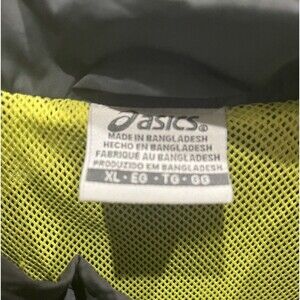 asics®
MADE IN BANGLADESH
HECHO EN BANGLADESH
FABRIQUÉ AU BANGLADESH
PRODUZIDO EM BANGLADESH
XL · EG · TG · GG